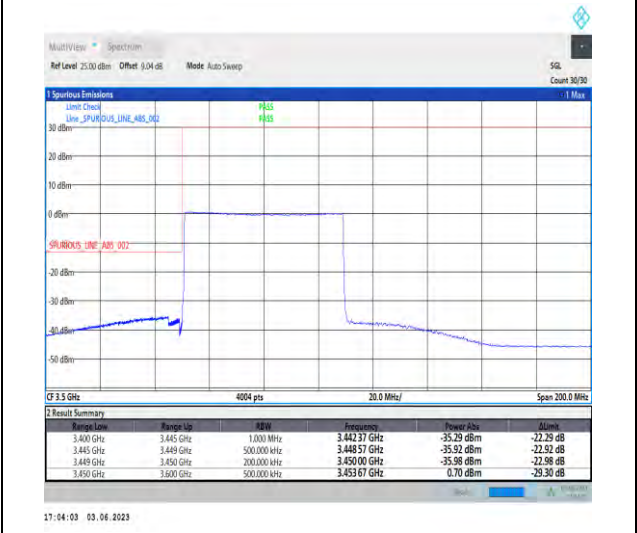 MultiView Spectrum
Ref Level 25.00 dBm Offset 9.04 dB Mode Auto Sweep SGL
Count 30/30
1 Spurious Emissions 1 Max
Limit Check PASS
Line _SPURIOUS_LINE_ABS_002 PASS
30 dBm
20 dBm
10 dBm
0 dBm
_SPURIOUS_LINE_ABS_002
-20 dBm
-30 dBm
-40 dBm
-50 dBm
CF 3.5 GHz 4004 pts 20.0 MHz/ Span 200.0 MHz
2 Result Summary
Range Low Range Up RBW Frequency Power Abs ΔLimit
3.400 GHz 3.445 GHz 1.000 MHz 3.442 37 GHz -35.29 dBm -22.29 dB
3.445 GHz 3.449 GHz 500.000 kHz 3.448 57 GHz -35.92 dBm -22.92 dB
3.449 GHz 3.450 GHz 200.000 kHz 3.450 00 GHz -35.98 dBm -22.98 dB
3.450 GHz 3.600 GHz 500.000 kHz 3.453 67 GHz 0.70 dBm -29.30 dB
17:04:03 03.06.2023